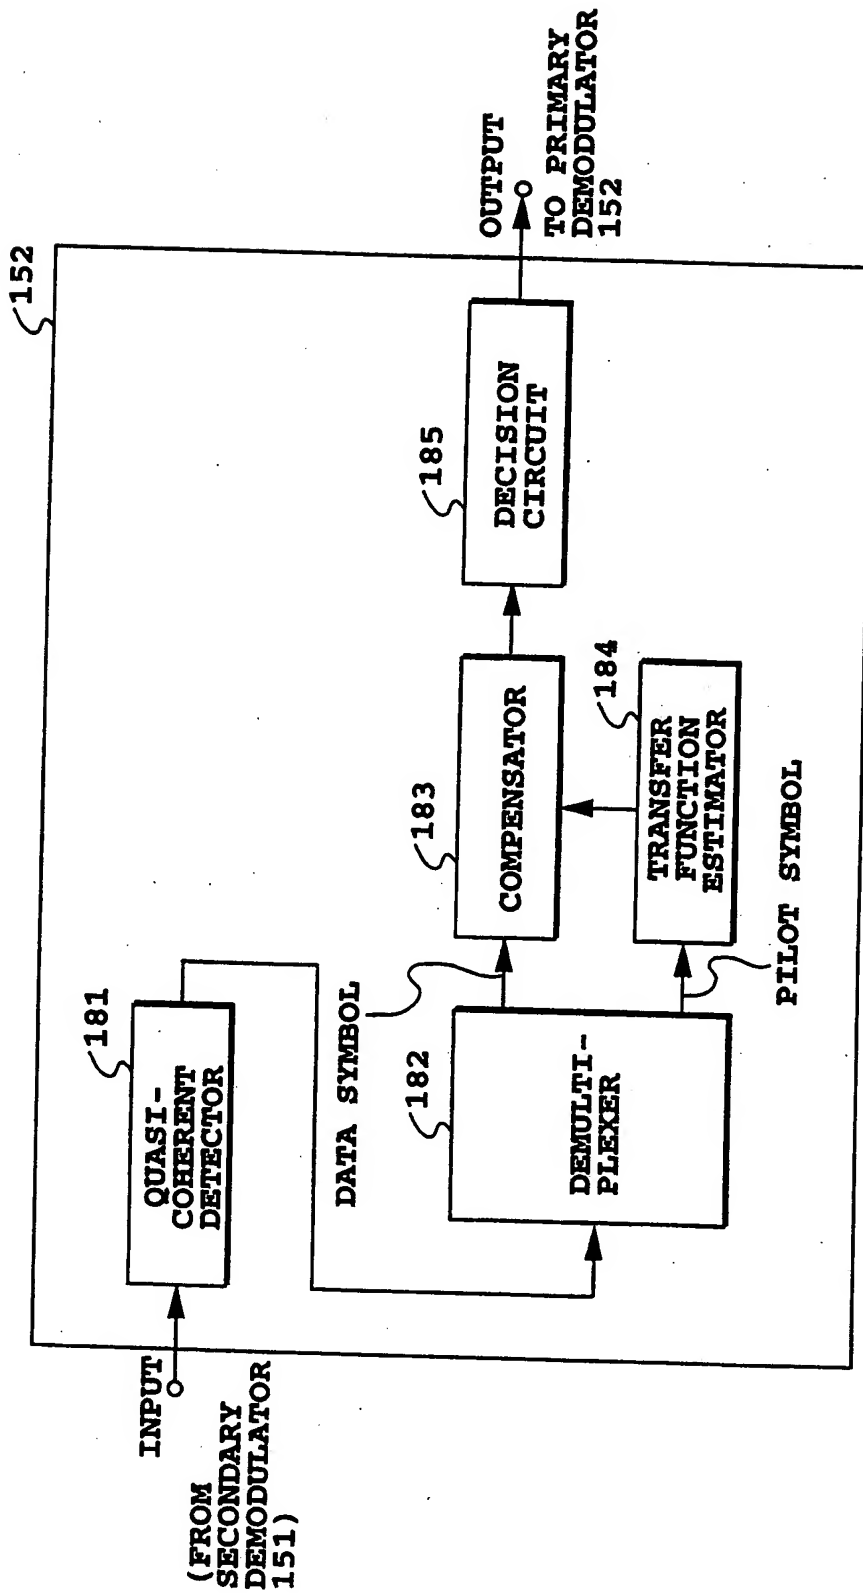 152
INPUT
(FROM
SECONDARY
DEMODULATOR
151)
181
QUASI-
COHERENT
DETECTOR
DATA SYMBOL
182
DEMULTI-
PLEXER
183
COMPENSATOR
184
TRANSFER
FUNCTION
ESTIMATOR
PILOT SYMBOL
185
DECISION
CIRCUIT
OUTPUT
TO PRIMARY
DEMODULATOR
152